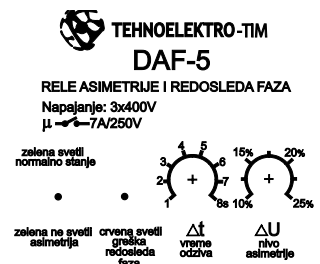 TEHNOELEKTRO-TIM
DAF-5
RELE ASIMETRIJE I REDOSLEDA FAZA
Napajanje: 3x400V
µ 7A/250V
zelena svetli
normalno stanje
1 2 3 4 5 6 7 8s
10% 15% 20% 25%
zelena ne svetli
asimetrija
crvena svetli
greška
redosleda
faza
Δt
vreme
odziva
ΔU
nivo
asimetrije